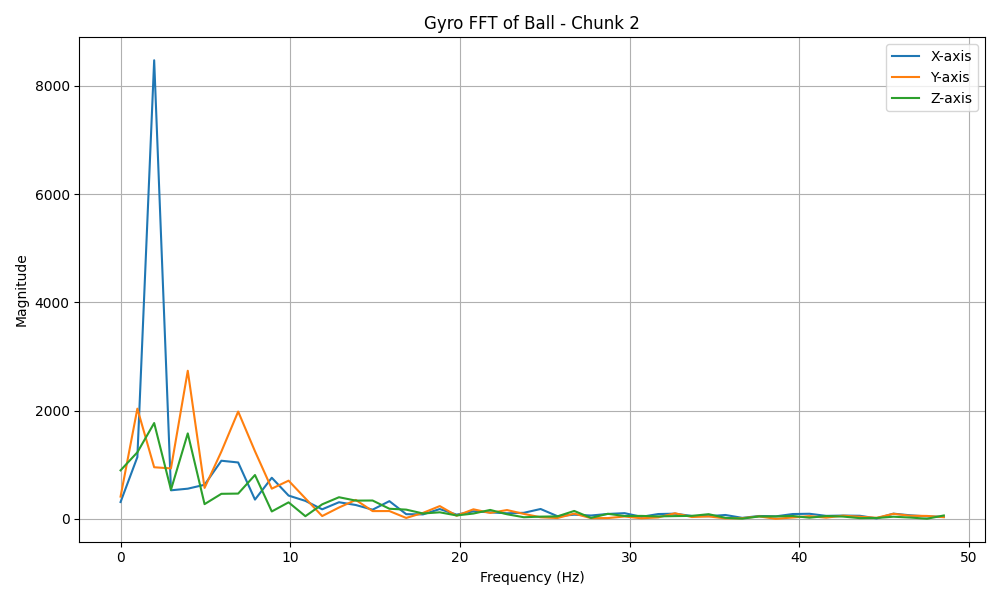 Gyro FFT of Ball - Chunk 2
X-axis
Y-axis
Z-axis
8000
6000
4000
2000
0
Magnitude
0 10 20 30 40 50
Frequency (Hz)